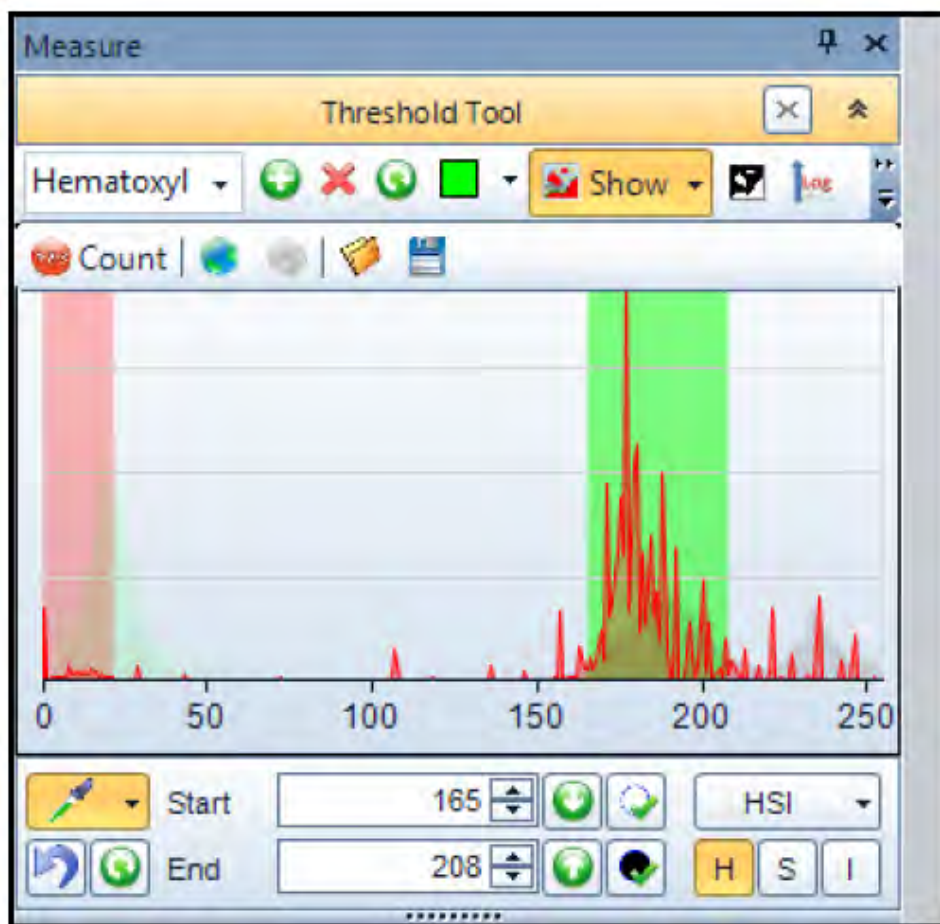 Measure
Threshold Tool
Hematoxyl Show LOG
Count
0 50 100 150 200 250
Start 165 HSI
End 208 H S I